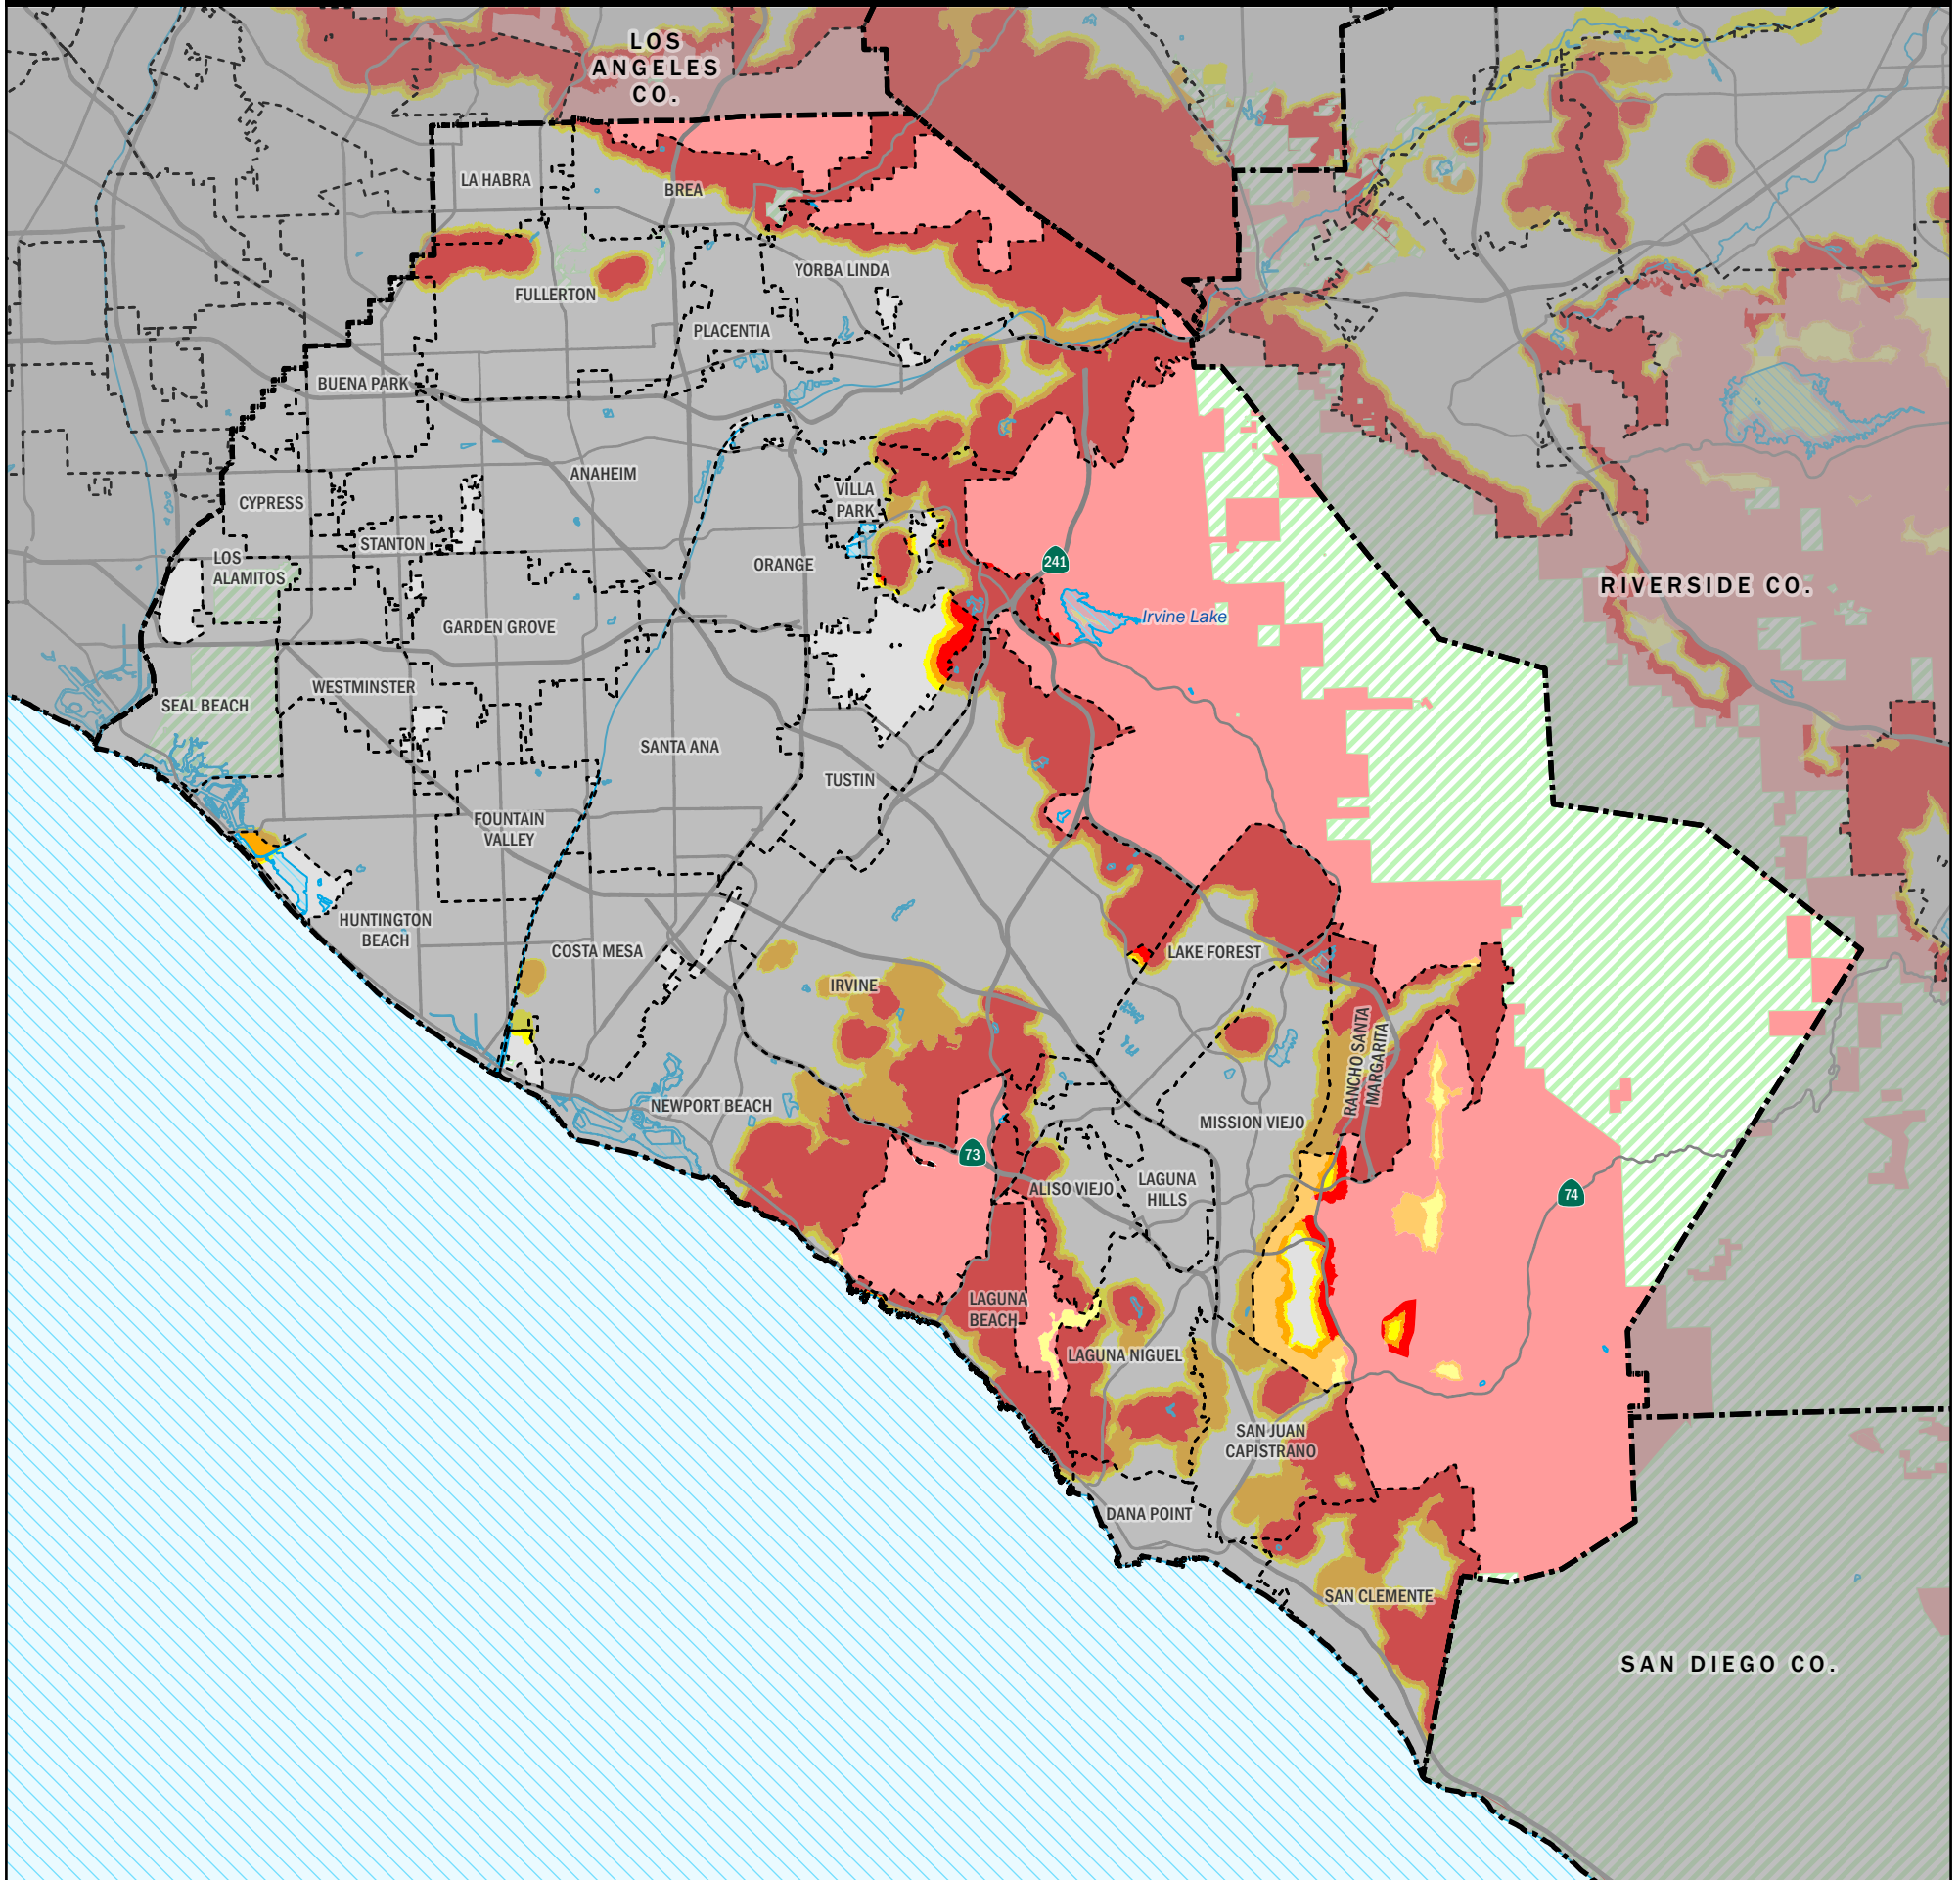 LOS
ANGELES
CO.
LA HABRA
BREA
YORBA LINDA
FULLERTON
PLACENTIA
BUENA PARK
ANAHEIM
VILLA
PARK
CYPRESS
STANTON
LOS
ALAMITOS
ORANGE
241
RIVERSIDE CO.
Irvine Lake
GARDEN GROVE
WESTMINSTER
SEAL BEACH
SANTA ANA
TUSTIN
FOUNTAIN
VALLEY
HUNTINGTON
BEACH
COSTA MESA
LAKE FOREST
IRVINE
RANCHO SANTA
MARGARITA
NEWPORT BEACH
MISSION VIEJO
73
ALISO VIEJO
LAGUNA
HILLS
74
LAGUNA
BEACH
LAGUNA NIGUEL
SAN JUAN
CAPISTRANO
DANA POINT
SAN CLEMENTE
SAN DIEGO CO.